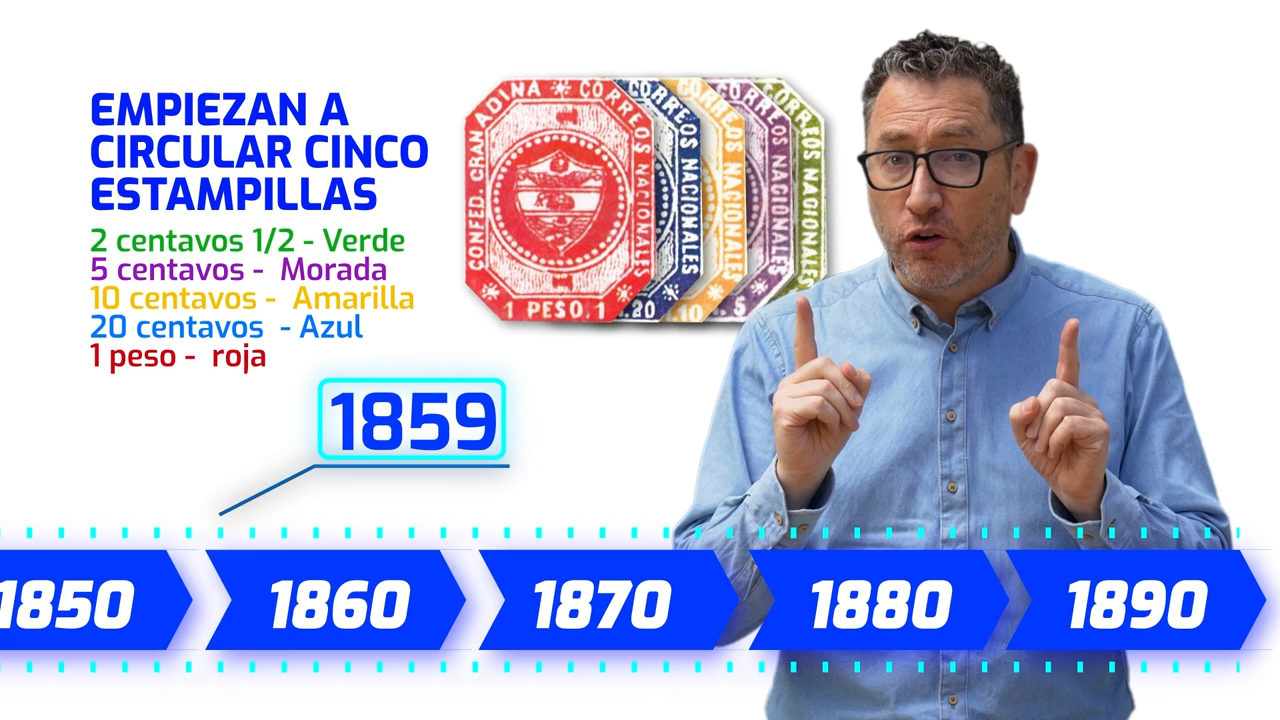 EMPIEZAN A
CIRCULAR CINCO
ESTAMPILLAS
2 centavos 1/2 - Verde
5 centavos - Morada
10 centavos - Amarilla
20 centavos - Azul
1 peso - roja
CONFED. GRANADINA * CORREOS NACIONALES
* 1 PESO. 1 *
CORREOS NACIONALES
.20
CORREOS NACIONALES
10
CORREOS NACIONALES
.5
CORREOS NACIONALES
1859
1850
1860
1870
1880
1890